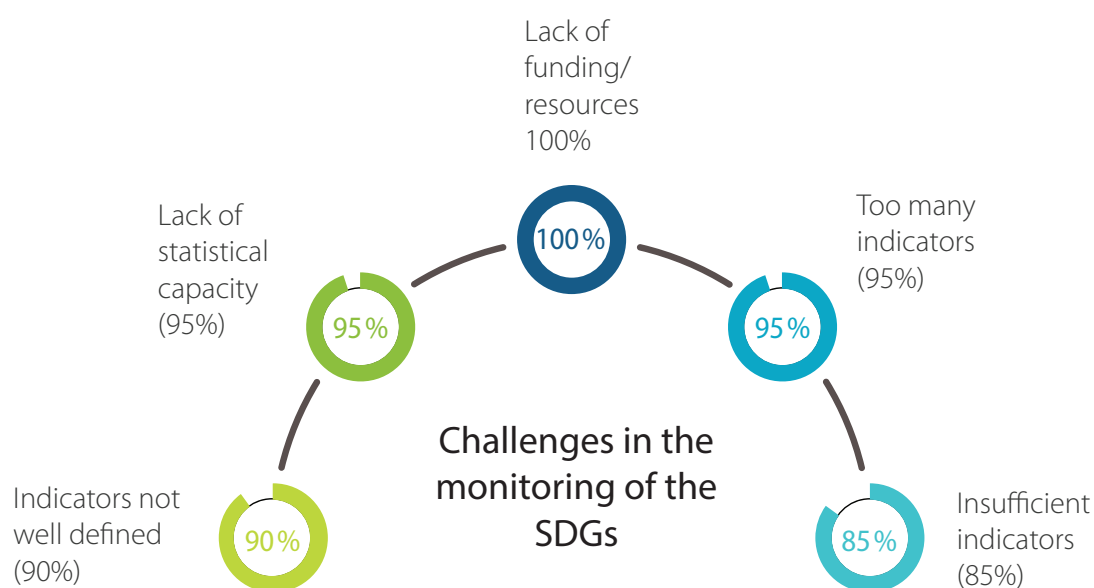 Lack of
funding/
resources
100%
100%
Lack of
statistical
capacity
(95%)
95%
Too many
indicators
(95%)
95%
Challenges in the
monitoring of the
SDGs
Indicators not
well defined
(90%)
90%
Insufficient
indicators
(85%)
85%